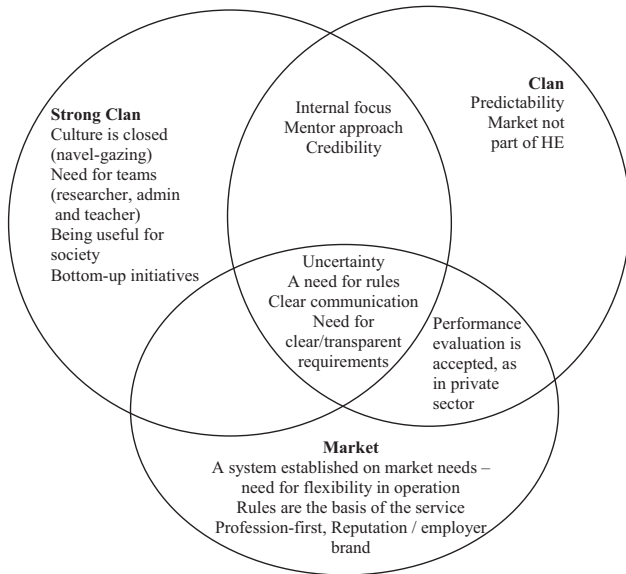 Strong Clan
Culture is closed
(navel-gazing)
Need for teams
(researcher, admin
and teacher)
Being useful for
society
Bottom-up initiatives
Internal focus
Mentor approach
Credibility
Clan
Predictability
Market not
part of HE
Uncertainty
A need for rules
Clear communication
Need for
clear/transparent
requirements
Performance
evaluation is
accepted, as
in private
sector
Market
A system established on market needs –
need for flexibility in operation
Rules are the basis of the service
Profession-first, Reputation / employer
brand